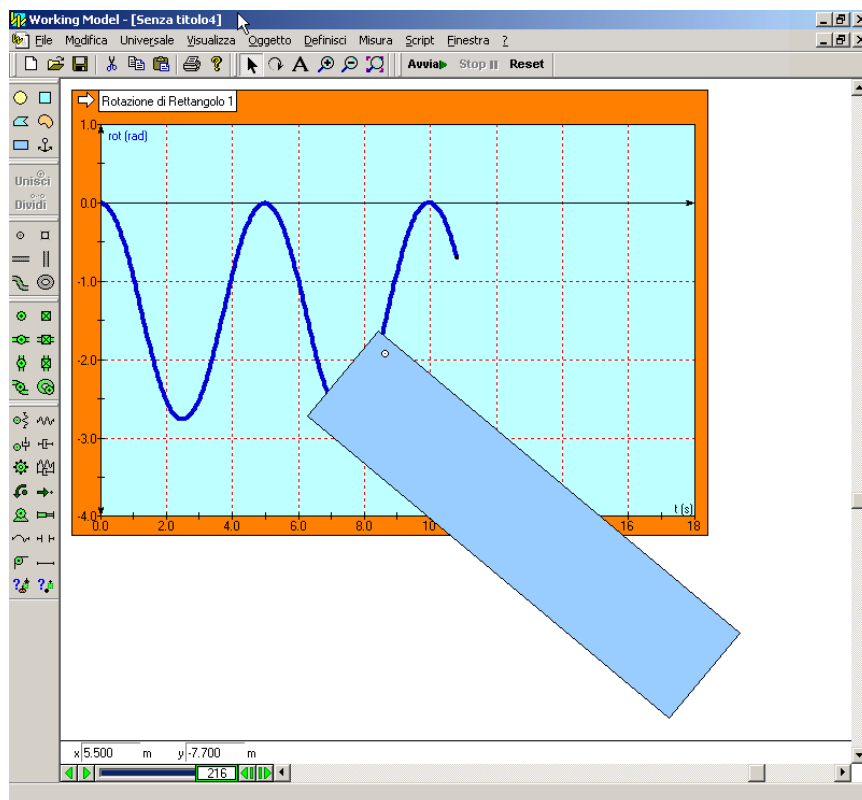 Working Model - [Senza titolo4]
File Modifica Universale Visualizza Oggetto Definisci Misura Script Finestra ?
A Avvia Stop Reset
Rotazione di Rettangolo 1
Unisci
Dividi
rot (rad)
1.0
0.0
-1.0
-2.0
-3.0
-4.0
t (s)
0.0 2.0 4.0 6.0 8.0 10 16 18
x 5.500 m y -7.700 m
216